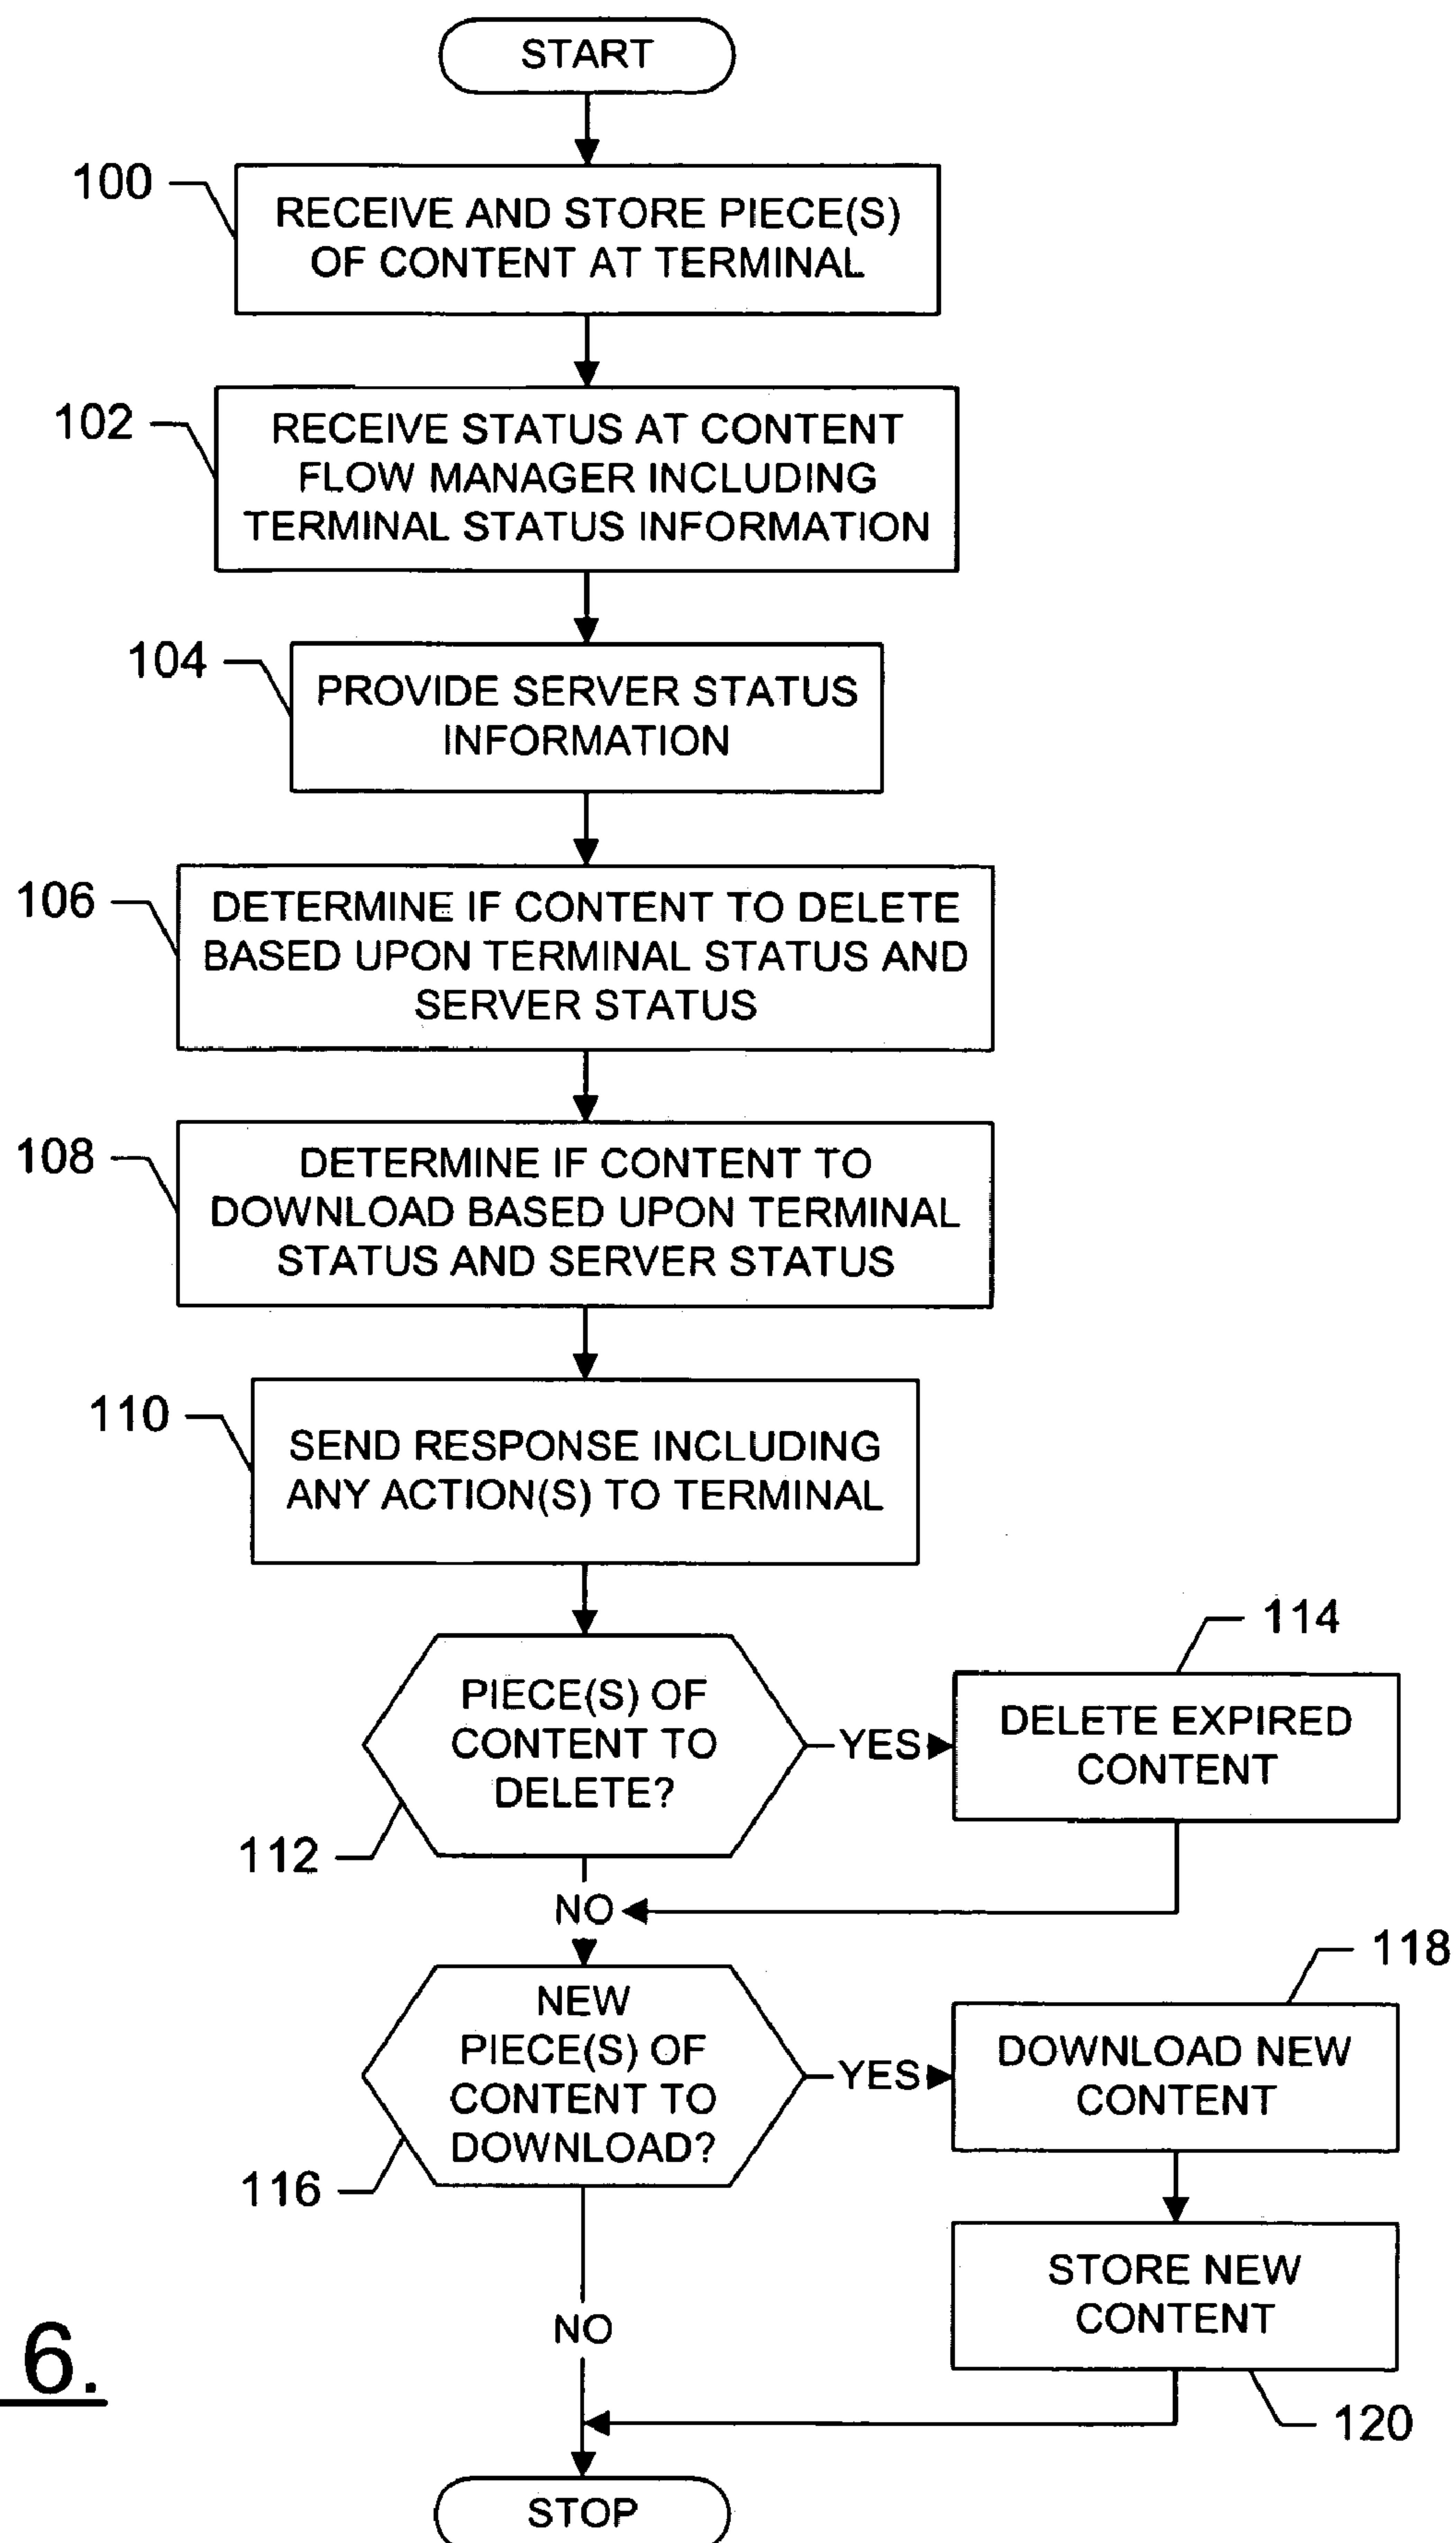 START
100
RECEIVE AND STORE PIECE(S)
OF CONTENT AT TERMINAL
102
RECEIVE STATUS AT CONTENT
FLOW MANAGER INCLUDING
TERMINAL STATUS INFORMATION
104
PROVIDE SERVER STATUS
INFORMATION
106
DETERMINE IF CONTENT TO DELETE
BASED UPON TERMINAL STATUS AND
SERVER STATUS
108
DETERMINE IF CONTENT TO
DOWNLOAD BASED UPON TERMINAL
STATUS AND SERVER STATUS
110
SEND RESPONSE INCLUDING
ANY ACTION(S) TO TERMINAL
112
PIECE(S) OF
CONTENT TO
DELETE?
YES
114
DELETE EXPIRED
CONTENT
NO
116
NEW
PIECE(S) OF
CONTENT TO
DOWNLOAD?
YES
118
DOWNLOAD NEW
CONTENT
STORE NEW
CONTENT
120
NO
6.
STOP